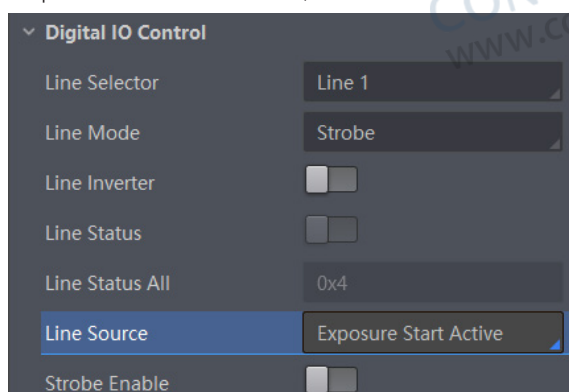 Digital IO Control
Line Selector Line 1
Line Mode Strobe
Line Inverter
Line Status
Line Status All 0x4
Line Source Exposure Start Active
Strobe Enable